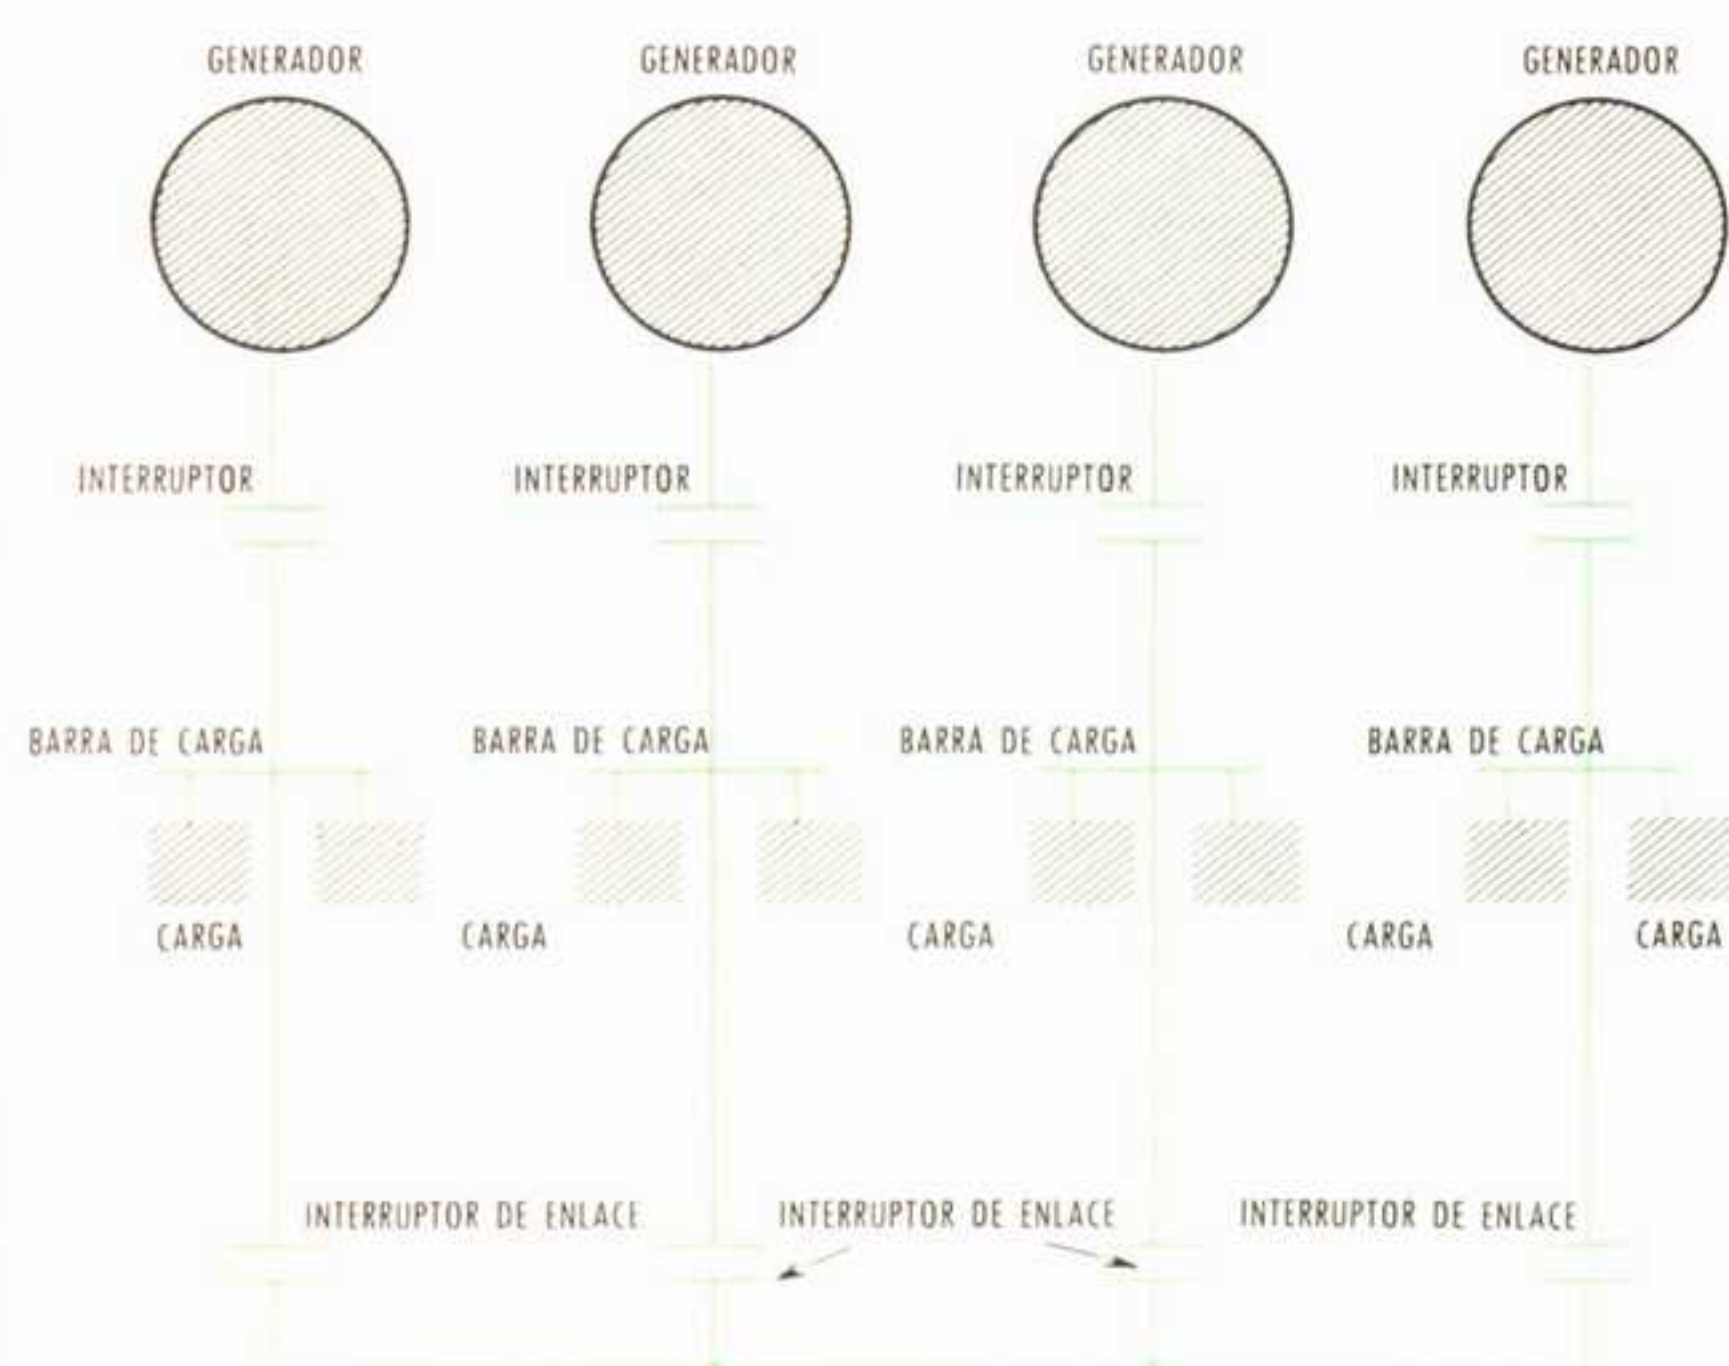 GENERADOR GENERADOR GENERADOR GENERADOR
INTERRUPTOR INTERRUPTOR INTERRUPTOR INTERRUPTOR
BARRA DE CARGA BARRA DE CARGA BARRA DE CARGA BARRA DE CARGA
CARGA CARGA CARGA CARGA CARGA
INTERRUPTOR DE ENLACE INTERRUPTOR DE ENLACE INTERRUPTOR DE ENLACE